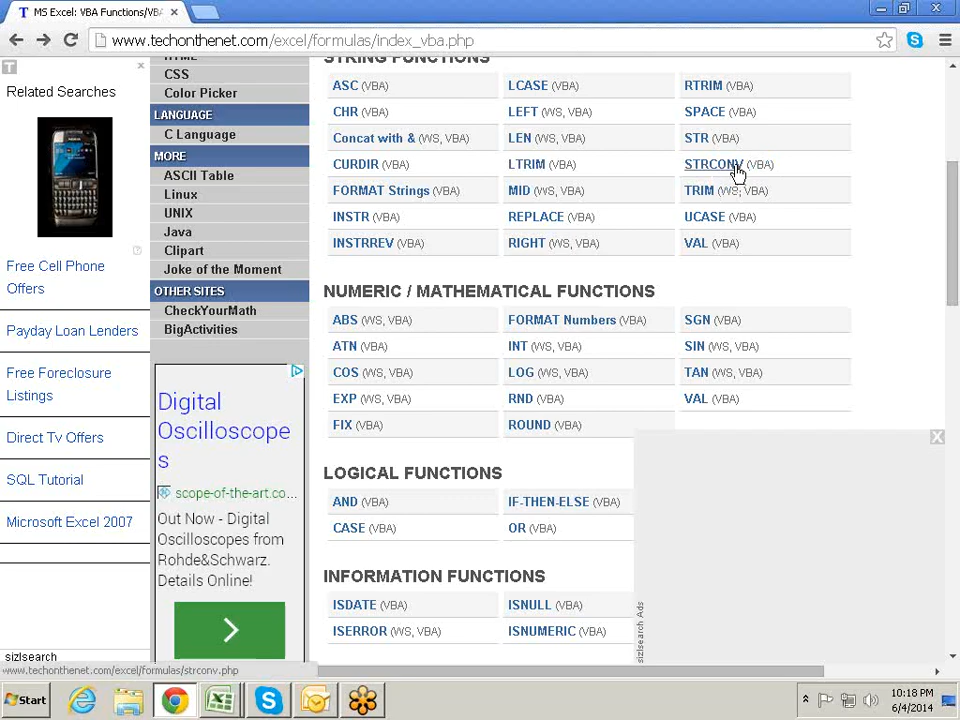 MS Excel: VBA Functions/VBA
www.techonthenet.com/excel/formulas/index_vba.php
Related Searches
Free Cell Phone
Offers
Payday Loan Lenders
Free Foreclosure
Listings
Direct Tv Offers
SQL Tutorial
Microsoft Excel 2007
sizlsearch
HTML
CSS
Color Picker
LANGUAGE
C Language
MORE
ASCII Table
Linux
UNIX
Java
Clipart
Joke of the Moment
OTHER SITES
CheckYourMath
BigActivities
Digital
Oscilloscope
s
scope-of-the-art.co...
Out Now - Digital
Oscilloscopes from
Rohde&Schwarz.
Details Online!
STRING FUNCTIONS
ASC (VBA) LCASE (VBA) RTRIM (VBA)
CHR (VBA) LEFT (WS, VBA) SPACE (VBA)
Concat with & (WS, VBA) LEN (WS, VBA) STR (VBA)
CURDIR (VBA) LTRIM (VBA) STRCONV (VBA)
FORMAT Strings (VBA) MID (WS, VBA) TRIM (WS, VBA)
INSTR (VBA) REPLACE (VBA) UCASE (VBA)
INSTRREV (VBA) RIGHT (WS, VBA) VAL (VBA)
NUMERIC / MATHEMATICAL FUNCTIONS
ABS (WS, VBA) FORMAT Numbers (VBA) SGN (VBA)
ATN (VBA) INT (WS, VBA) SIN (WS, VBA)
COS (WS, VBA) LOG (WS, VBA) TAN (WS, VBA)
EXP (WS, VBA) RND (VBA) VAL (VBA)
FIX (VBA) ROUND (VBA)
LOGICAL FUNCTIONS
AND (VBA) IF-THEN-ELSE (VBA)
CASE (VBA) OR (VBA)
INFORMATION FUNCTIONS
ISDATE (VBA) ISNULL (VBA)
ISERROR (WS, VBA) ISNUMERIC (VBA)
sizlsearch Ads
www.techonthenet.com/excel/formulas/strconv.php
Start
10:18 PM
6/4/2014